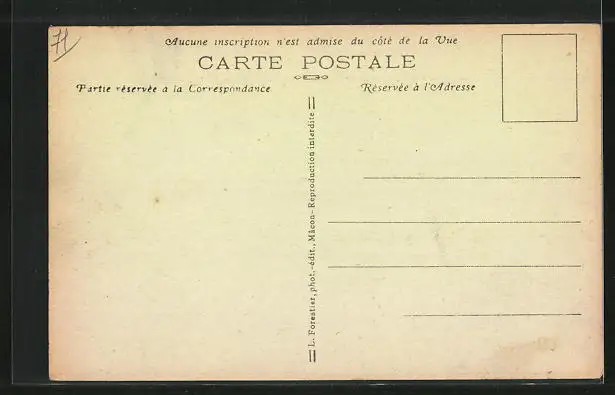 71
Aucune inscription n'est admise du côté de la Vue
CARTE POSTALE
Partie réservée a la Correspondance
Réservée à l'Adresse
L. Forestier, phot.-édit., Mâcon-Reproduction interdite